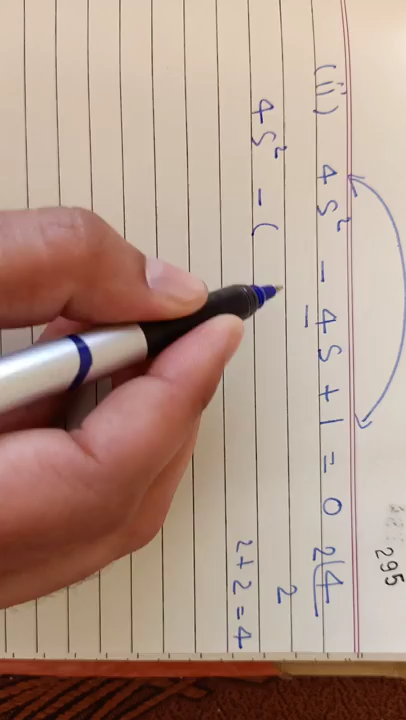 295
(ii) 4s² - 4s + 1 = 0 2|4
2
4s² - (
2+2=4